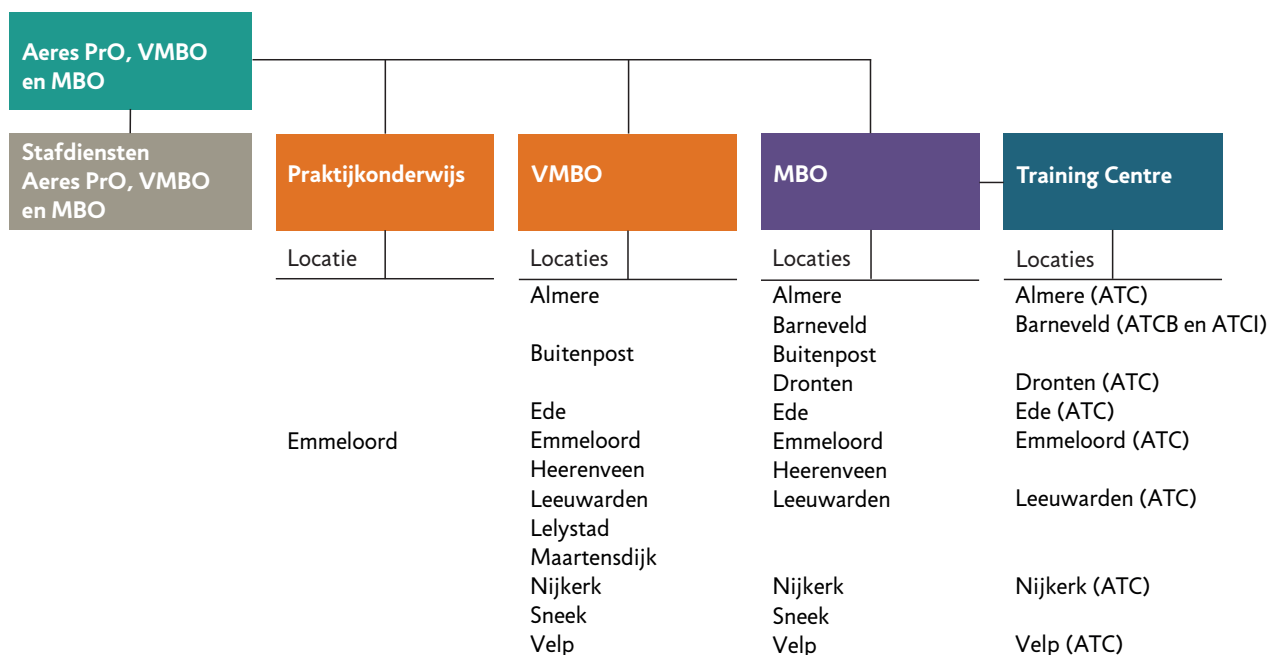 Aeres PrO, VMBO
en MBO
Stafdiensten
Aeres PrO, VMBO
en MBO
Praktijkonderwijs
Locatie
Emmeloord
VMBO
Locaties
Almere
Buitenpost
Ede
Emmeloord
Heerenveen
Leeuwarden
Lelystad
Maartensdijk
Nijkerk
Sneek
Velp
MBO
Locaties
Almere
Barneveld
Buitenpost
Dronten
Ede
Emmeloord
Heerenveen
Leeuwarden
Nijkerk
Sneek
Velp
Training Centre
Locaties
Almere (ATC)
Barneveld (ATCB en ATCI)
Dronten (ATC)
Ede (ATC)
Emmeloord (ATC)
Leeuwarden (ATC)
Nijkerk (ATC)
Velp (ATC)